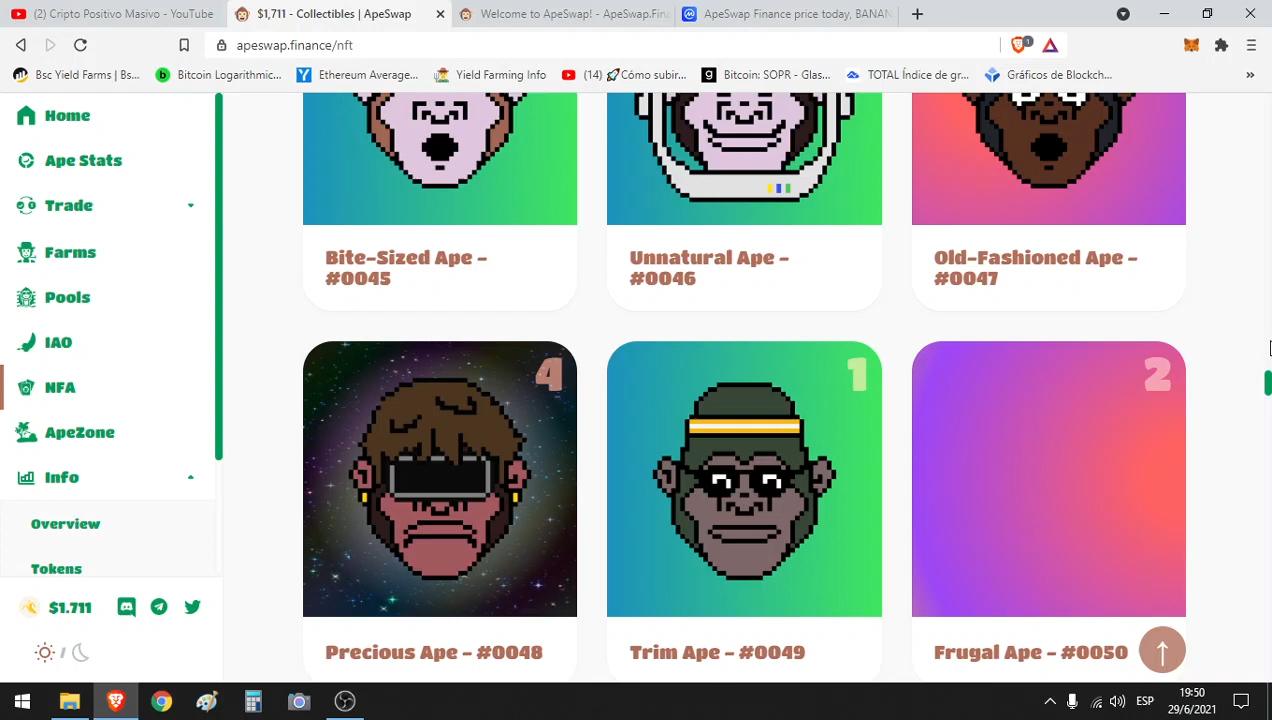 (2) Cripto Positivo Masivo - YouTube
$1,711 - Collectibles | ApeSwap
Welcome to ApeSwap! - ApeSwap.Fin
ApeSwap Finance price today, BANAN
apeswap.finance/nft
1
Bsc Yield Farms | Bs...
Bitcoin Logarithmic...
Ethereum Average...
Yield Farming Info
(14) 🚀Cómo subir...
Bitcoin: SOPR - Glas...
TOTAL Índice de gr...
Gráficos de Blockch...
»
Home
Ape Stats
Trade
Farms
Pools
IAO
NFA
ApeZone
Info
Overview
Tokens
$1.711
/
Bite-Sized Ape -
#0045
Unnatural Ape -
#0046
Old-Fashioned Ape -
#0047
4
1
2
Precious Ape - #0048
Trim Ape - #0049
Frugal Ape - #0050
ESP
19:50
29/6/2021